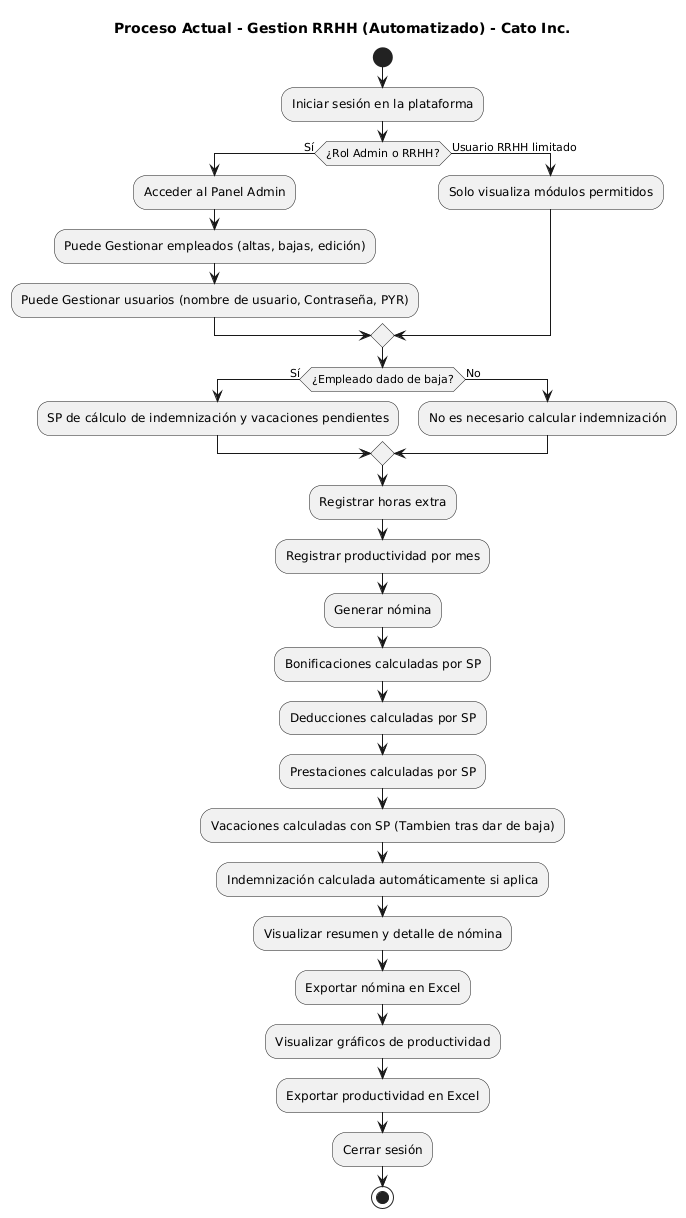 Proceso Actual - Gestion RRHH (Automatizado) - Cato Inc.
Iniciar sesión en la plataforma
Sí
¿Rol Admin o RRHH?
Usuario RRHH limitado
Acceder al Panel Admin
Solo visualiza módulos permitidos
Puede Gestionar empleados (altas, bajas, edición)
Puede Gestionar usuarios (nombre de usuario, Contraseña, PYR)
Sí
¿Empleado dado de baja?
No
SP de cálculo de indemnización y vacaciones pendientes
No es necesario calcular indemnización
Registrar horas extra
Registrar productividad por mes
Generar nómina
Bonificaciones calculadas por SP
Deducciones calculadas por SP
Prestaciones calculadas por SP
Vacaciones calculadas con SP (Tambien tras dar de baja)
Indemnización calculada automáticamente si aplica
Visualizar resumen y detalle de nómina
Exportar nómina en Excel
Visualizar gráficos de productividad
Exportar productividad en Excel
Cerrar sesión